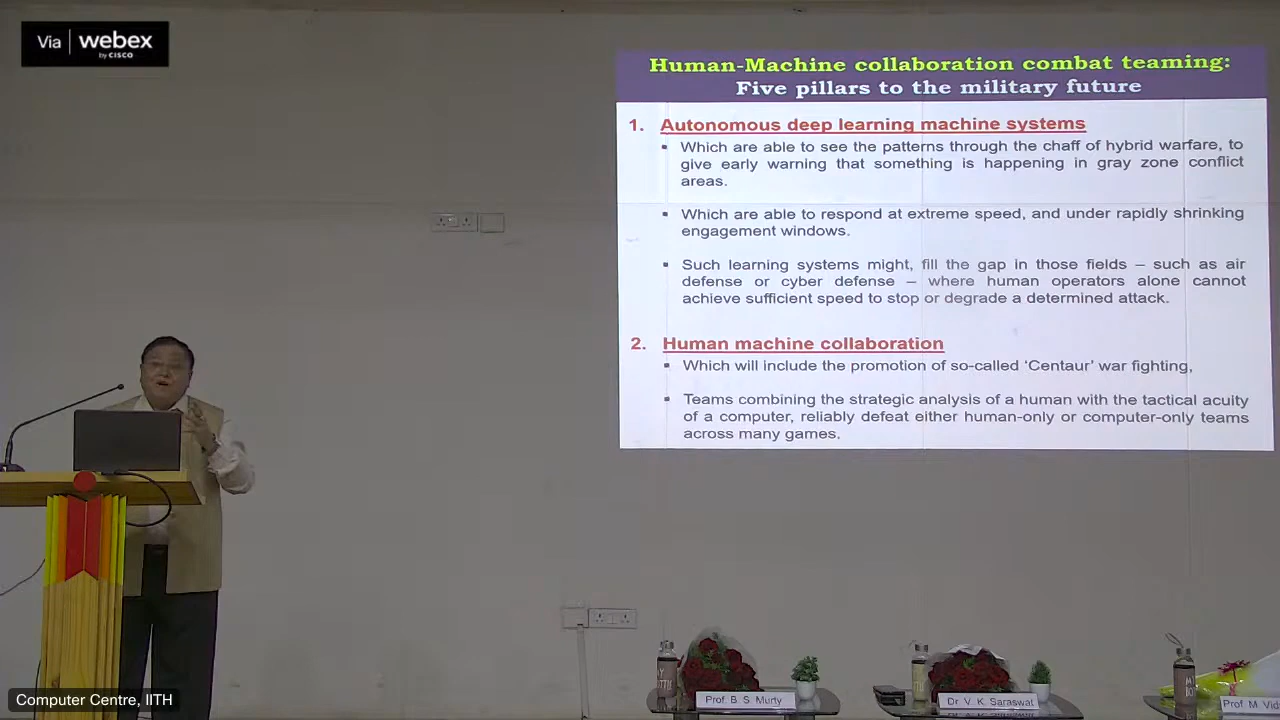 Via webex
by CISCO
Human-Machine collaboration combat teaming:
Five pillars to the military future
1. Autonomous deep learning machine systems
▪ Which are able to see the patterns through the chaff of hybrid warfare, to
give early warning that something is happening in gray zone conflict
areas.
▪ Which are able to respond at extreme speed, and under rapidly shrinking
engagement windows.
▪ Such learning systems might, fill the gap in those fields – such as air
defense or cyber defense – where human operators alone cannot
achieve sufficient speed to stop or degrade a determined attack.
2. Human machine collaboration
▪ Which will include the promotion of so-called ‘Centaur’ war fighting,
▪ Teams combining the strategic analysis of a human with the tactical acuity
of a computer, reliably defeat either human-only or computer-only teams
across many games.
Prof. B. S. Murty
Dr. V. K. Saraswat
Prof. M. Vid
Computer Centre, IITH